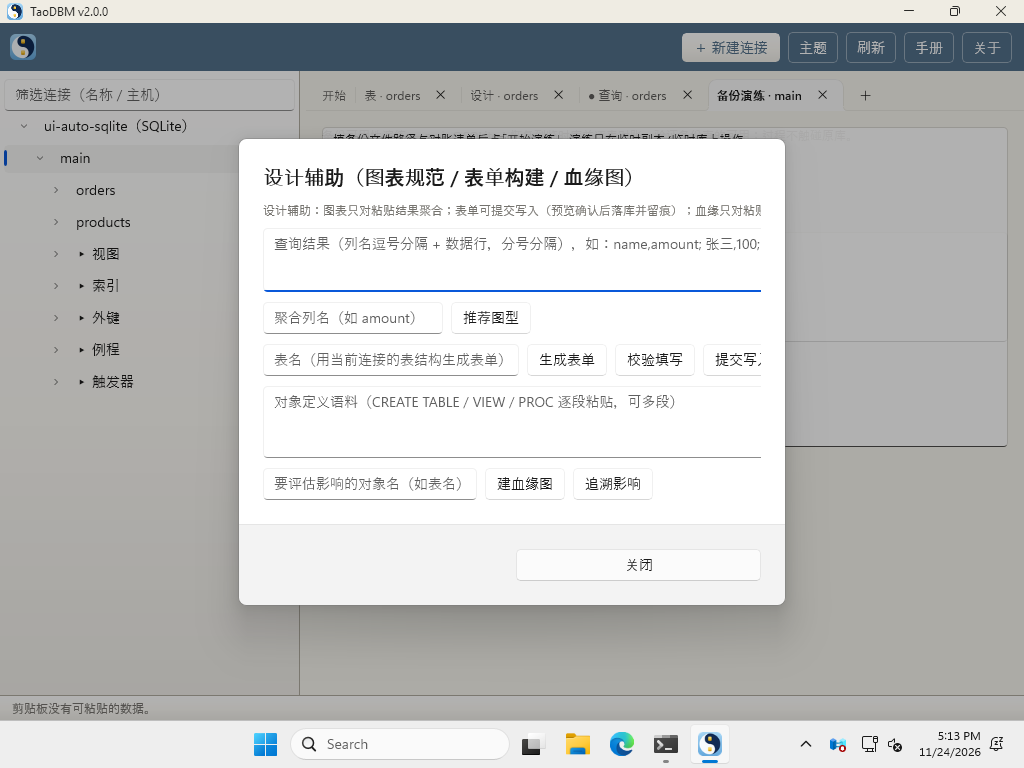 TaoDBM v2.0.0
+ 新建连接
主题
刷新
手册
关于
筛选连接（名称 / 主机）
ui-auto-sqlite（SQLite）
main
orders
products
视图
索引
外键
例程
触发器
开始
表 · orders
设计 · orders
● 查询 · orders
备份演练 · main
设计辅助（图表规范 / 表单构建 / 血缘图）
设计辅助：图表只对粘贴结果聚合；表单可提交写入（预览确认后落库并留痕）；血缘只对粘贴
查询结果（列名逗号分隔 + 数据行，分号分隔），如：name,amount; 张三,100;
聚合列名（如 amount）
推荐图型
表名（用当前连接的表结构生成表单）
生成表单
校验填写
提交写入
对象定义语料（CREATE TABLE / VIEW / PROC 逐段粘贴，可多段）
要评估影响的对象名（如表名）
建血缘图
追溯影响
关闭
剪贴板没有可粘贴的数据。
Search
5:13 PM
11/24/2026